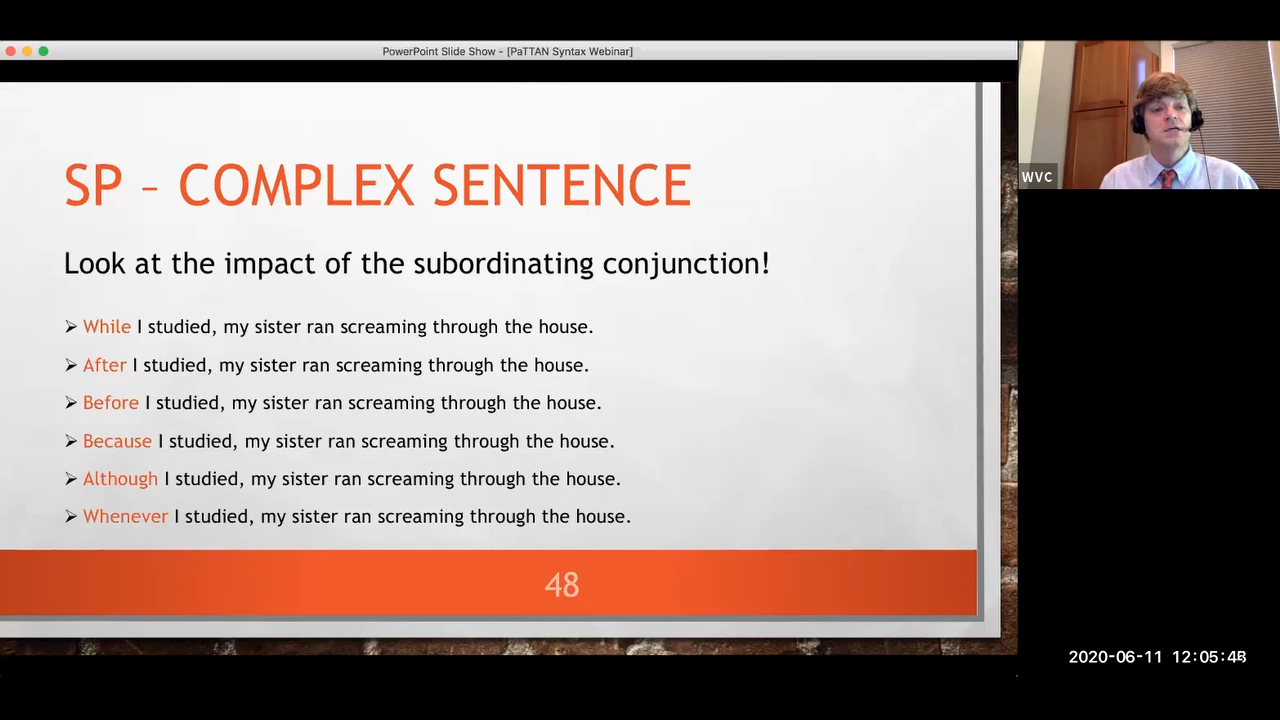 PowerPoint Slide Show - [PaTTAN Syntax Webinar]
SP – COMPLEX SENTENCE
Look at the impact of the subordinating conjunction!
➢ While I studied, my sister ran screaming through the house.
➢ After I studied, my sister ran screaming through the house.
➢ Before I studied, my sister ran screaming through the house.
➢ Because I studied, my sister ran screaming through the house.
➢ Although I studied, my sister ran screaming through the house.
➢ Whenever I studied, my sister ran screaming through the house.
48
WVC
2020-06-11